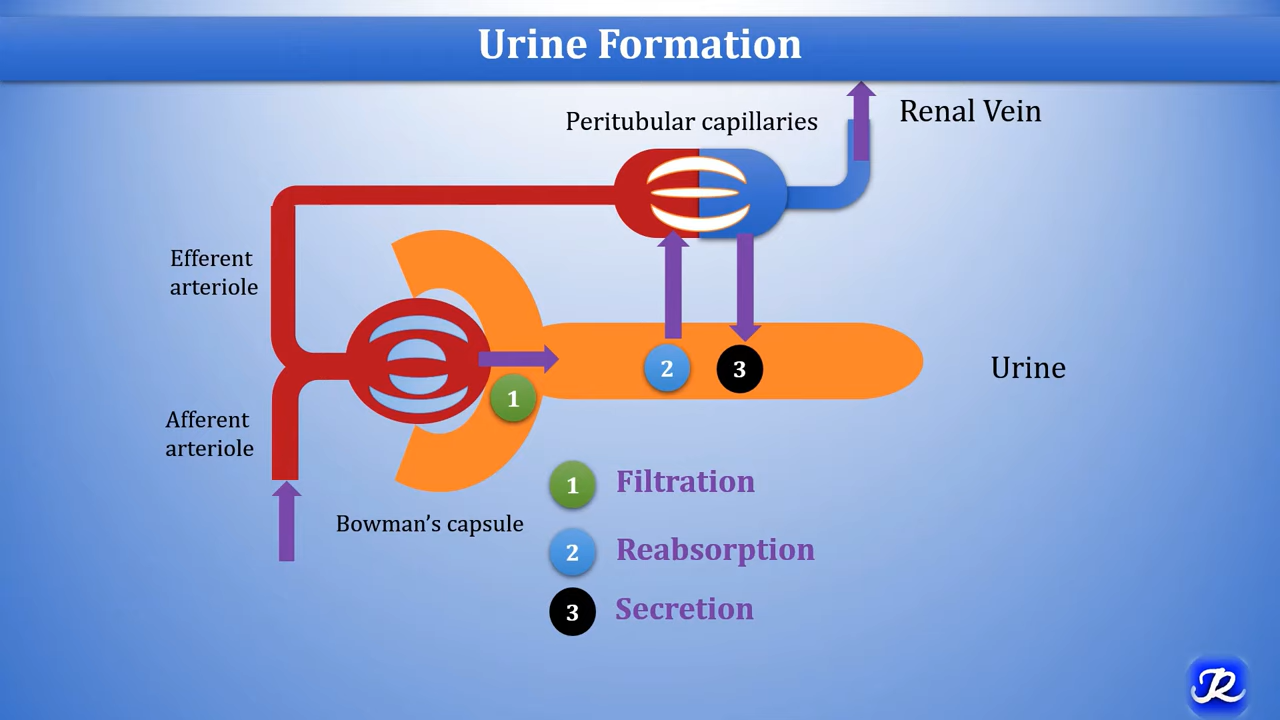 Urine Formation
Peritubular capillaries
Renal Vein
Efferent
arteriole
Afferent
arteriole
2
3
Urine
1
Bowman’s capsule
1 Filtration
2 Reabsorption
3 Secretion
JR